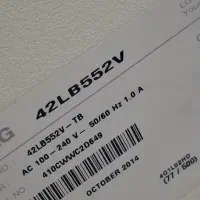 42LB552V
42LB552V-TB
AC 100-240 V~ 50/60 Hz 1.0 A
410CWWC2D649
OCTOBER 2014
(77 / 500)